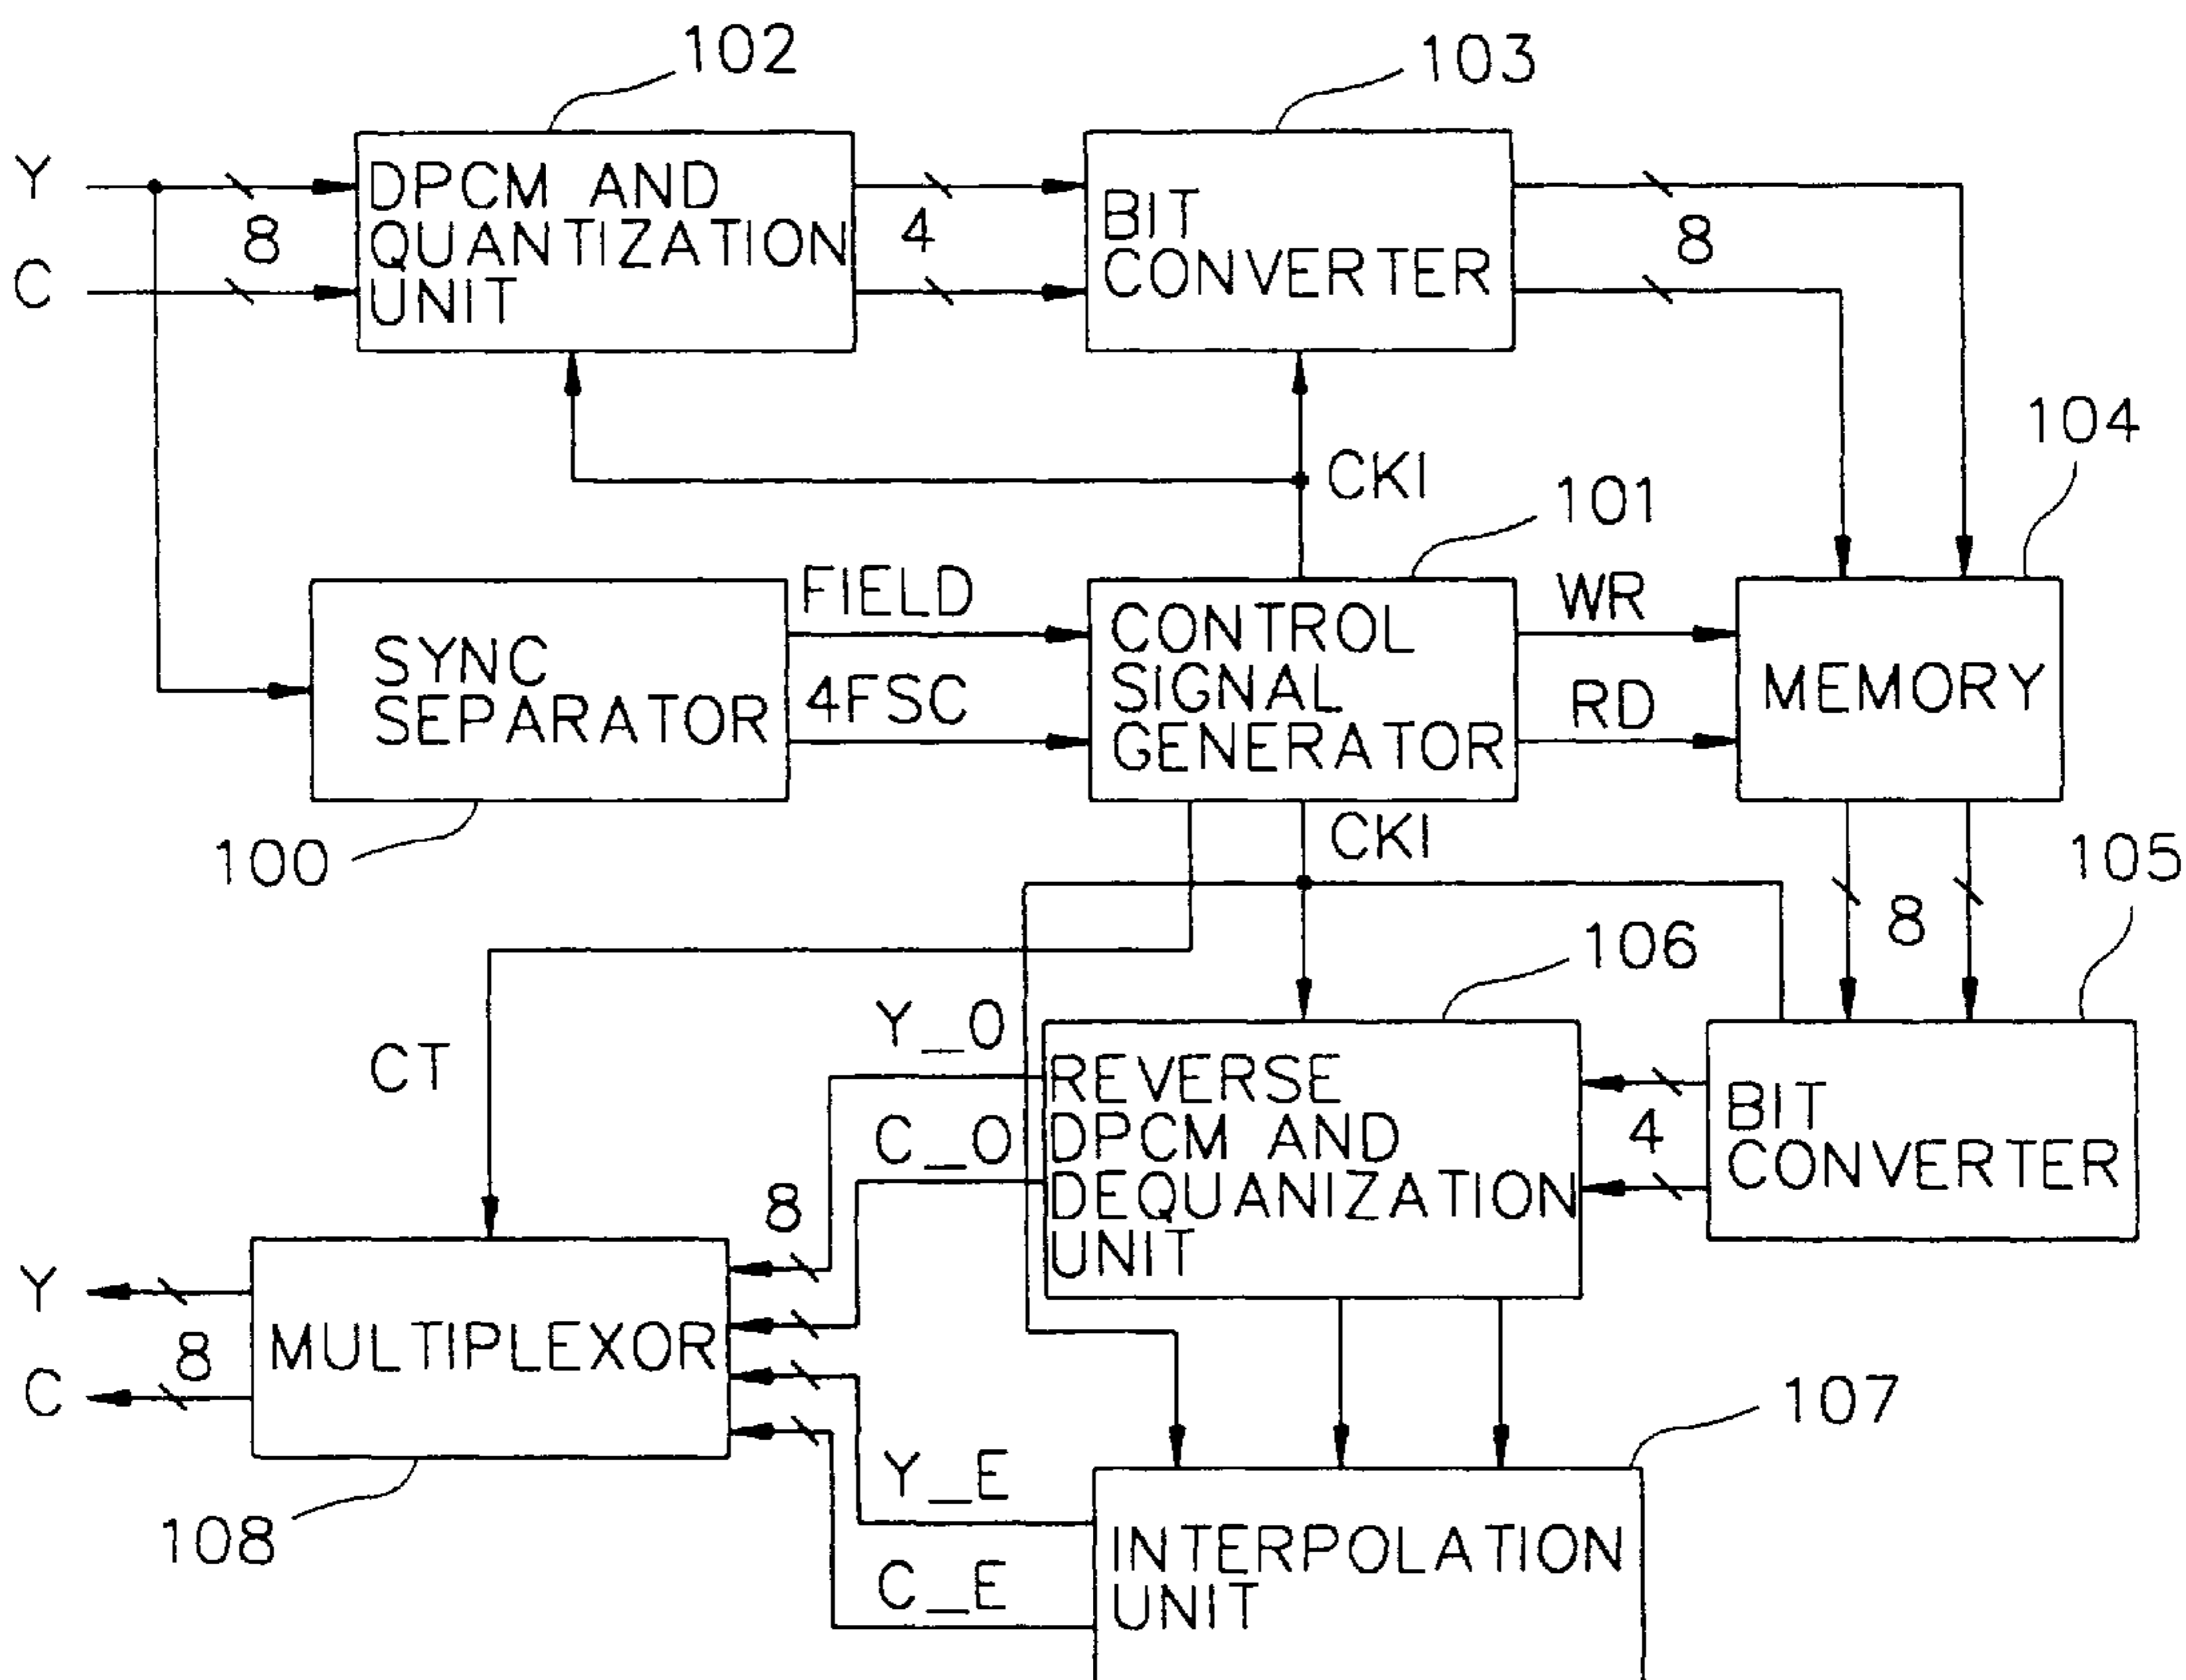 102
103
Y
8
C
DPCM AND
QUANTIZATION
UNIT
4
BIT
CONVERTER
8
CKI
101
104
SYNC
SEPARATOR
FIELD
4FSC
CONTROL
SIGNAL
GENERATOR
WR
RD
MEMORY
100
CKI
8
105
106
CT
Y_O
C_O
8
REVERSE
DPCM AND
DEQUANIZATION
UNIT
4
BIT
CONVERTER
Y
8
C
MULTIPLEXOR
108
Y_E
C_E
107
INTERPOLATION
UNIT